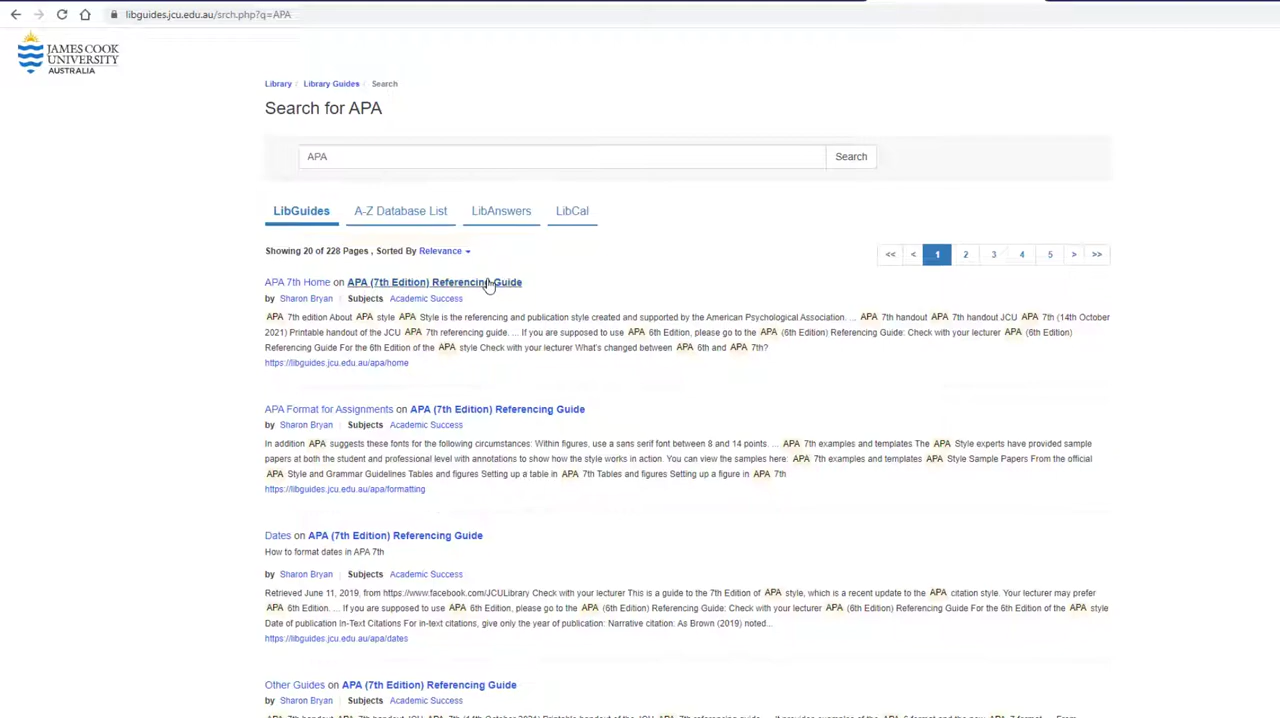 libguides.jcu.edu.au/srch.php?q=APA
JAMES COOK
UNIVERSITY
AUSTRALIA
Library / Library Guides / Search
Search for APA
APA Search
LibGuides A-Z Database List LibAnswers LibCal
Showing 20 of 228 Pages , Sorted By Relevance
<< < 1 2 3 4 5 > >>
APA 7th Home on APA (7th Edition) Referencing Guide
by Sharon Bryan Subjects Academic Success
APA 7th edition About APA style APA Style is the referencing and publication style created and supported by the American Psychological Association. ... APA 7th handout APA 7th handout JCU APA 7th (14th October
2021) Printable handout of the JCU APA 7th referencing guide. ... If you are supposed to use APA 6th Edition, please go to the APA (6th Edition) Referencing Guide: Check with your lecturer APA (6th Edition)
Referencing Guide For the 6th Edition of the APA style Check with your lecturer What's changed between APA 6th and APA 7th?
https://libguides.jcu.edu.au/apa/home
APA Format for Assignments on APA (7th Edition) Referencing Guide
by Sharon Bryan Subjects Academic Success
In addition APA suggests these fonts for the following circumstances: Within figures, use a sans serif font between 8 and 14 points. ... APA 7th examples and templates The APA Style experts have provided sample
papers at both the student and professional level with annotations to show how the style works in action. You can view the samples here: APA 7th examples and templates APA Style Sample Papers From the official
APA Style and Grammar Guidelines Tables and figures Setting up a table in APA 7th Tables and figures Setting up a figure in APA 7th
https://libguides.jcu.edu.au/apa/formatting
Dates on APA (7th Edition) Referencing Guide
How to format dates in APA 7th
by Sharon Bryan Subjects Academic Success
Retrieved June 11, 2019, from https://www.facebook.com/JCULibrary Check with your lecturer This is a guide to the 7th Edition of APA style, which is a recent update to the APA citation style. Your lecturer may prefer
APA 6th Edition. ... If you are supposed to use APA 6th Edition, please go to the APA (6th Edition) Referencing Guide: Check with your lecturer APA (6th Edition) Referencing Guide For the 6th Edition of the APA style
Date of publication In-Text Citations For in-text citations, give only the year of publication: Narrative citation: As Brown (2019) noted...
https://libguides.jcu.edu.au/apa/dates
Other Guides on APA (7th Edition) Referencing Guide
by Sharon Bryan Subjects Academic Success